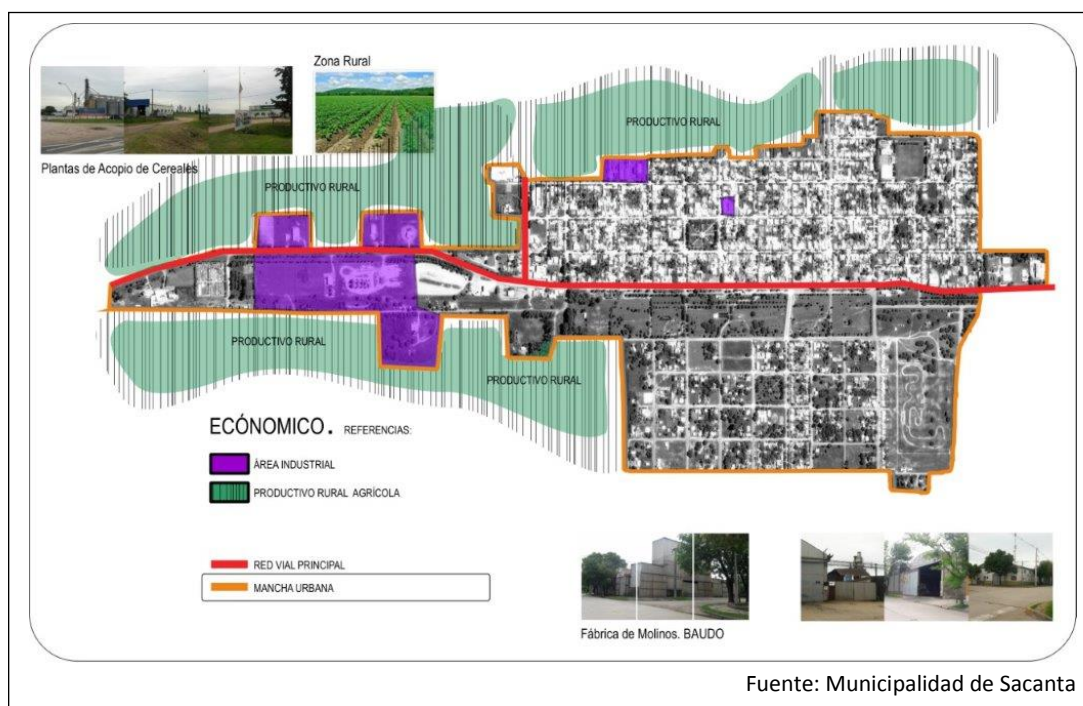 Zona Rural
Plantas de Acopio de Cereales
PRODUCTIVO RURAL
PRODUCTIVO RURAL
PRODUCTIVO RURAL
PRODUCTIVO RURAL
ECÓNOMICO. REFERENCIAS:
ÀREA INDUSTRIAL
PRODUCTIVO RURAL AGRÍCOLA
RED VIAL PRINCIPAL
MANCHA URBANA
Fábrica de Molinos. BAUDO
Fuente: Municipalidad de Sacanta